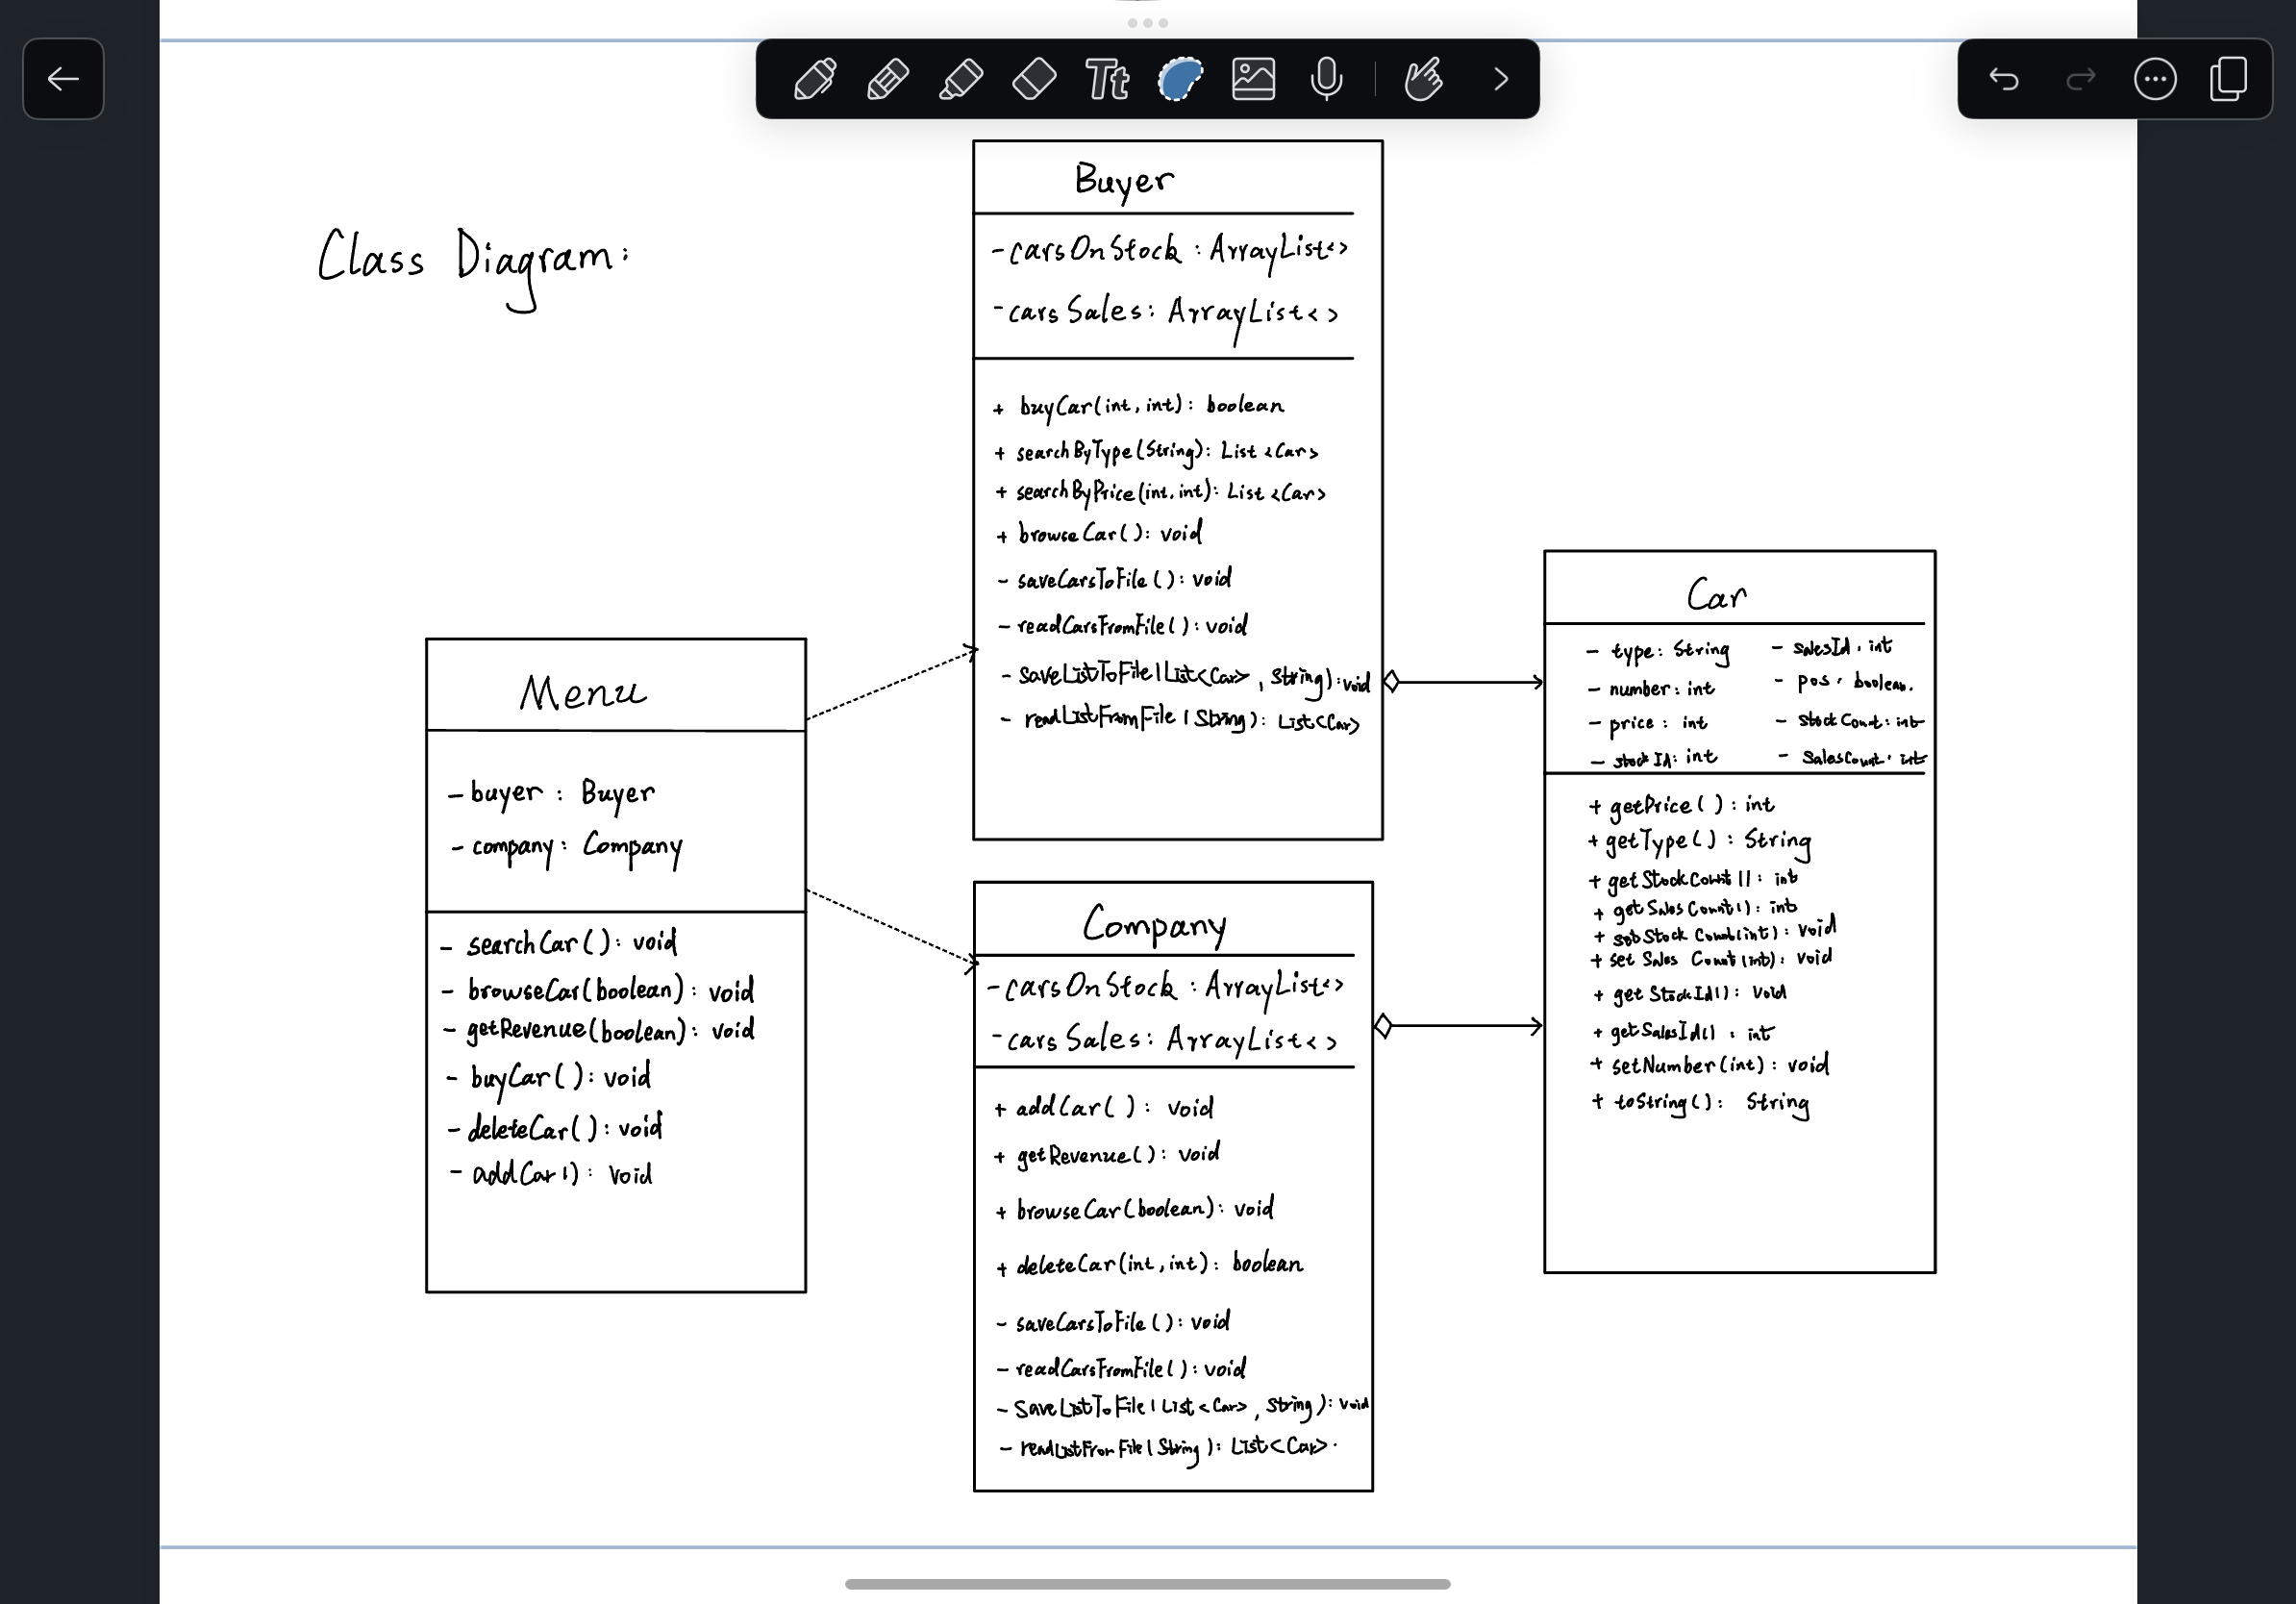 Tt
Class Diagram:
Buyer
- carsOnStock : ArrayList<>
- carsSales : ArrayList<>
+ buyCar(int, int) : boolean
+ searchByType(String) : List<Car>
+ searchByPrice(int, int) : List<Car>
+ browseCar() : void
- saveCarsToFile() : void
- readCarsFromFile() : void
- saveListToFile(List<Car>, String) : void
- readListFromFile(String) : List<Car>
Menu
- buyer : Buyer
- company : Company
- searchCar() : void
- browseCar(boolean) : void
- getRevenue(boolean) : void
- buyCar() : void
- deleteCar() : void
- addCar() : void
Company
- carsOnStock : ArrayList<>
- carsSales : ArrayList<>
+ addCar() : void
+ getRevenue() : void
+ browseCar(boolean) : void
+ deleteCar(int, int) : boolean
- saveCarsToFile() : void
- readCarsFromFile() : void
- SaveListToFile(List<Car>, String) : void
- readListFromFile(String) : List<Car>
Car
- type : String
- number : int
- price : int
- stockId : int
- salesId : int
- pos : boolean
- StockCount : int
- SalesCount : int
+ getPrice() : int
+ getType() : String
+ getStockCount() : int
+ getSalesCount() : int
+ StockCount(int) : void
+ setSalesCount(int) : void
+ getStockId() : void
+ getSalesId() : int
+ setNumber(int) : void
+ toString() : String